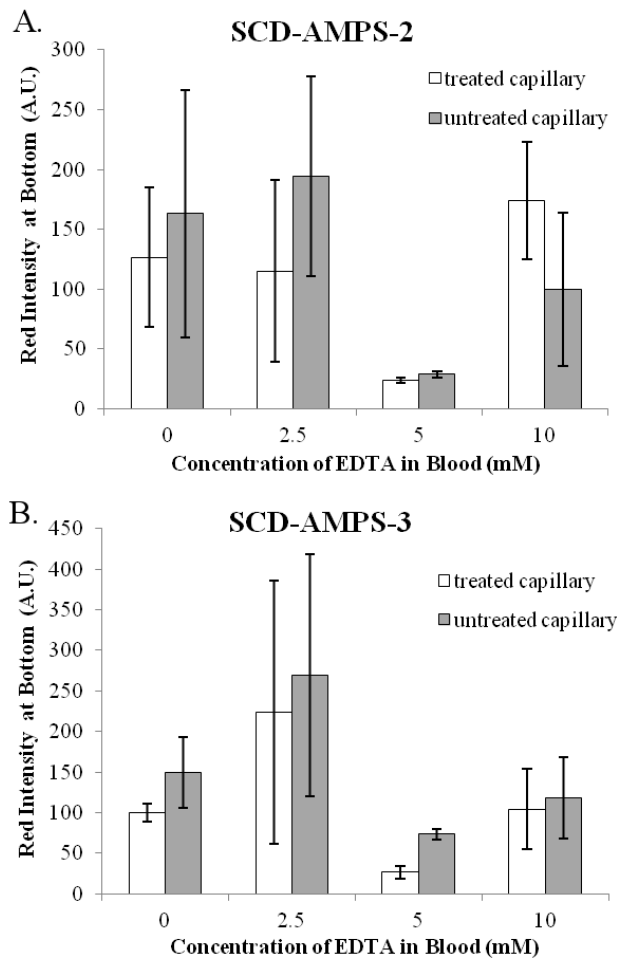 A.
SCD-AMPS-2
300
250
200
150
100
50
0
Red Intensity at Bottom (A.U.)
treated capillary
untreated capillary
0 2.5 5 10
Concentration of EDTA in Blood (mM)
B.
SCD-AMPS-3
450
400
350
300
250
200
150
100
50
0
Red Intensity at Bottom (A.U.)
treated capillary
untreated capillary
0 2.5 5 10
Concentration of EDTA in Blood (mM)